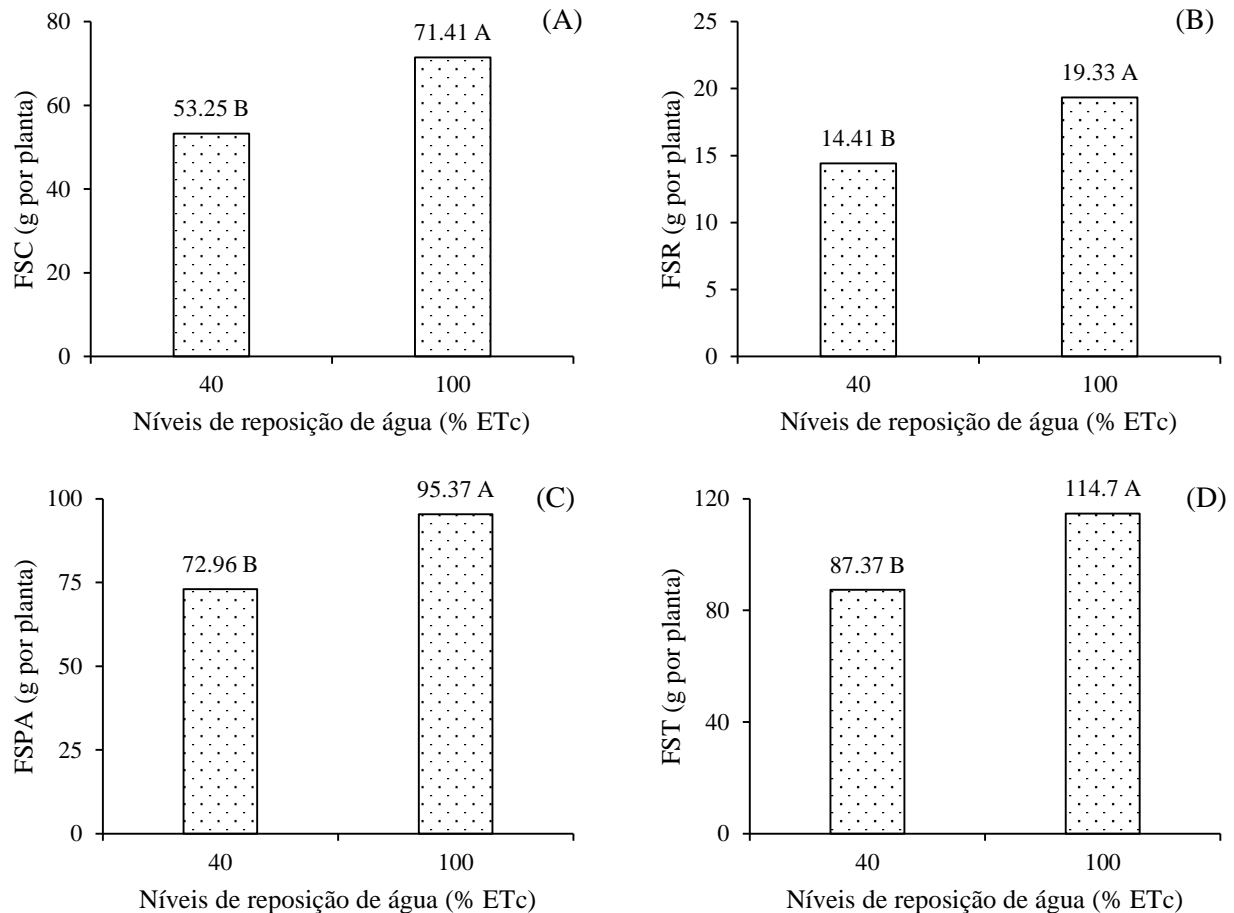 (A)
80
60
40
20
0
FSC (g por planta)
53.25 B
71.41 A
40
100
Níveis de reposição de água (% ETc)
(B)
25
20
15
10
5
0
FSR (g por planta)
14.41 B
19.33 A
40
100
Níveis de reposição de água (% ETc)
(C)
100
75
50
25
0
FSPA (g por planta)
72.96 B
95.37 A
40
100
Níveis de reposição de água (% ETc)
(D)
120
80
40
0
FST (g por planta)
87.37 B
114.7 A
40
100
Níveis de reposição de água (% ETc)